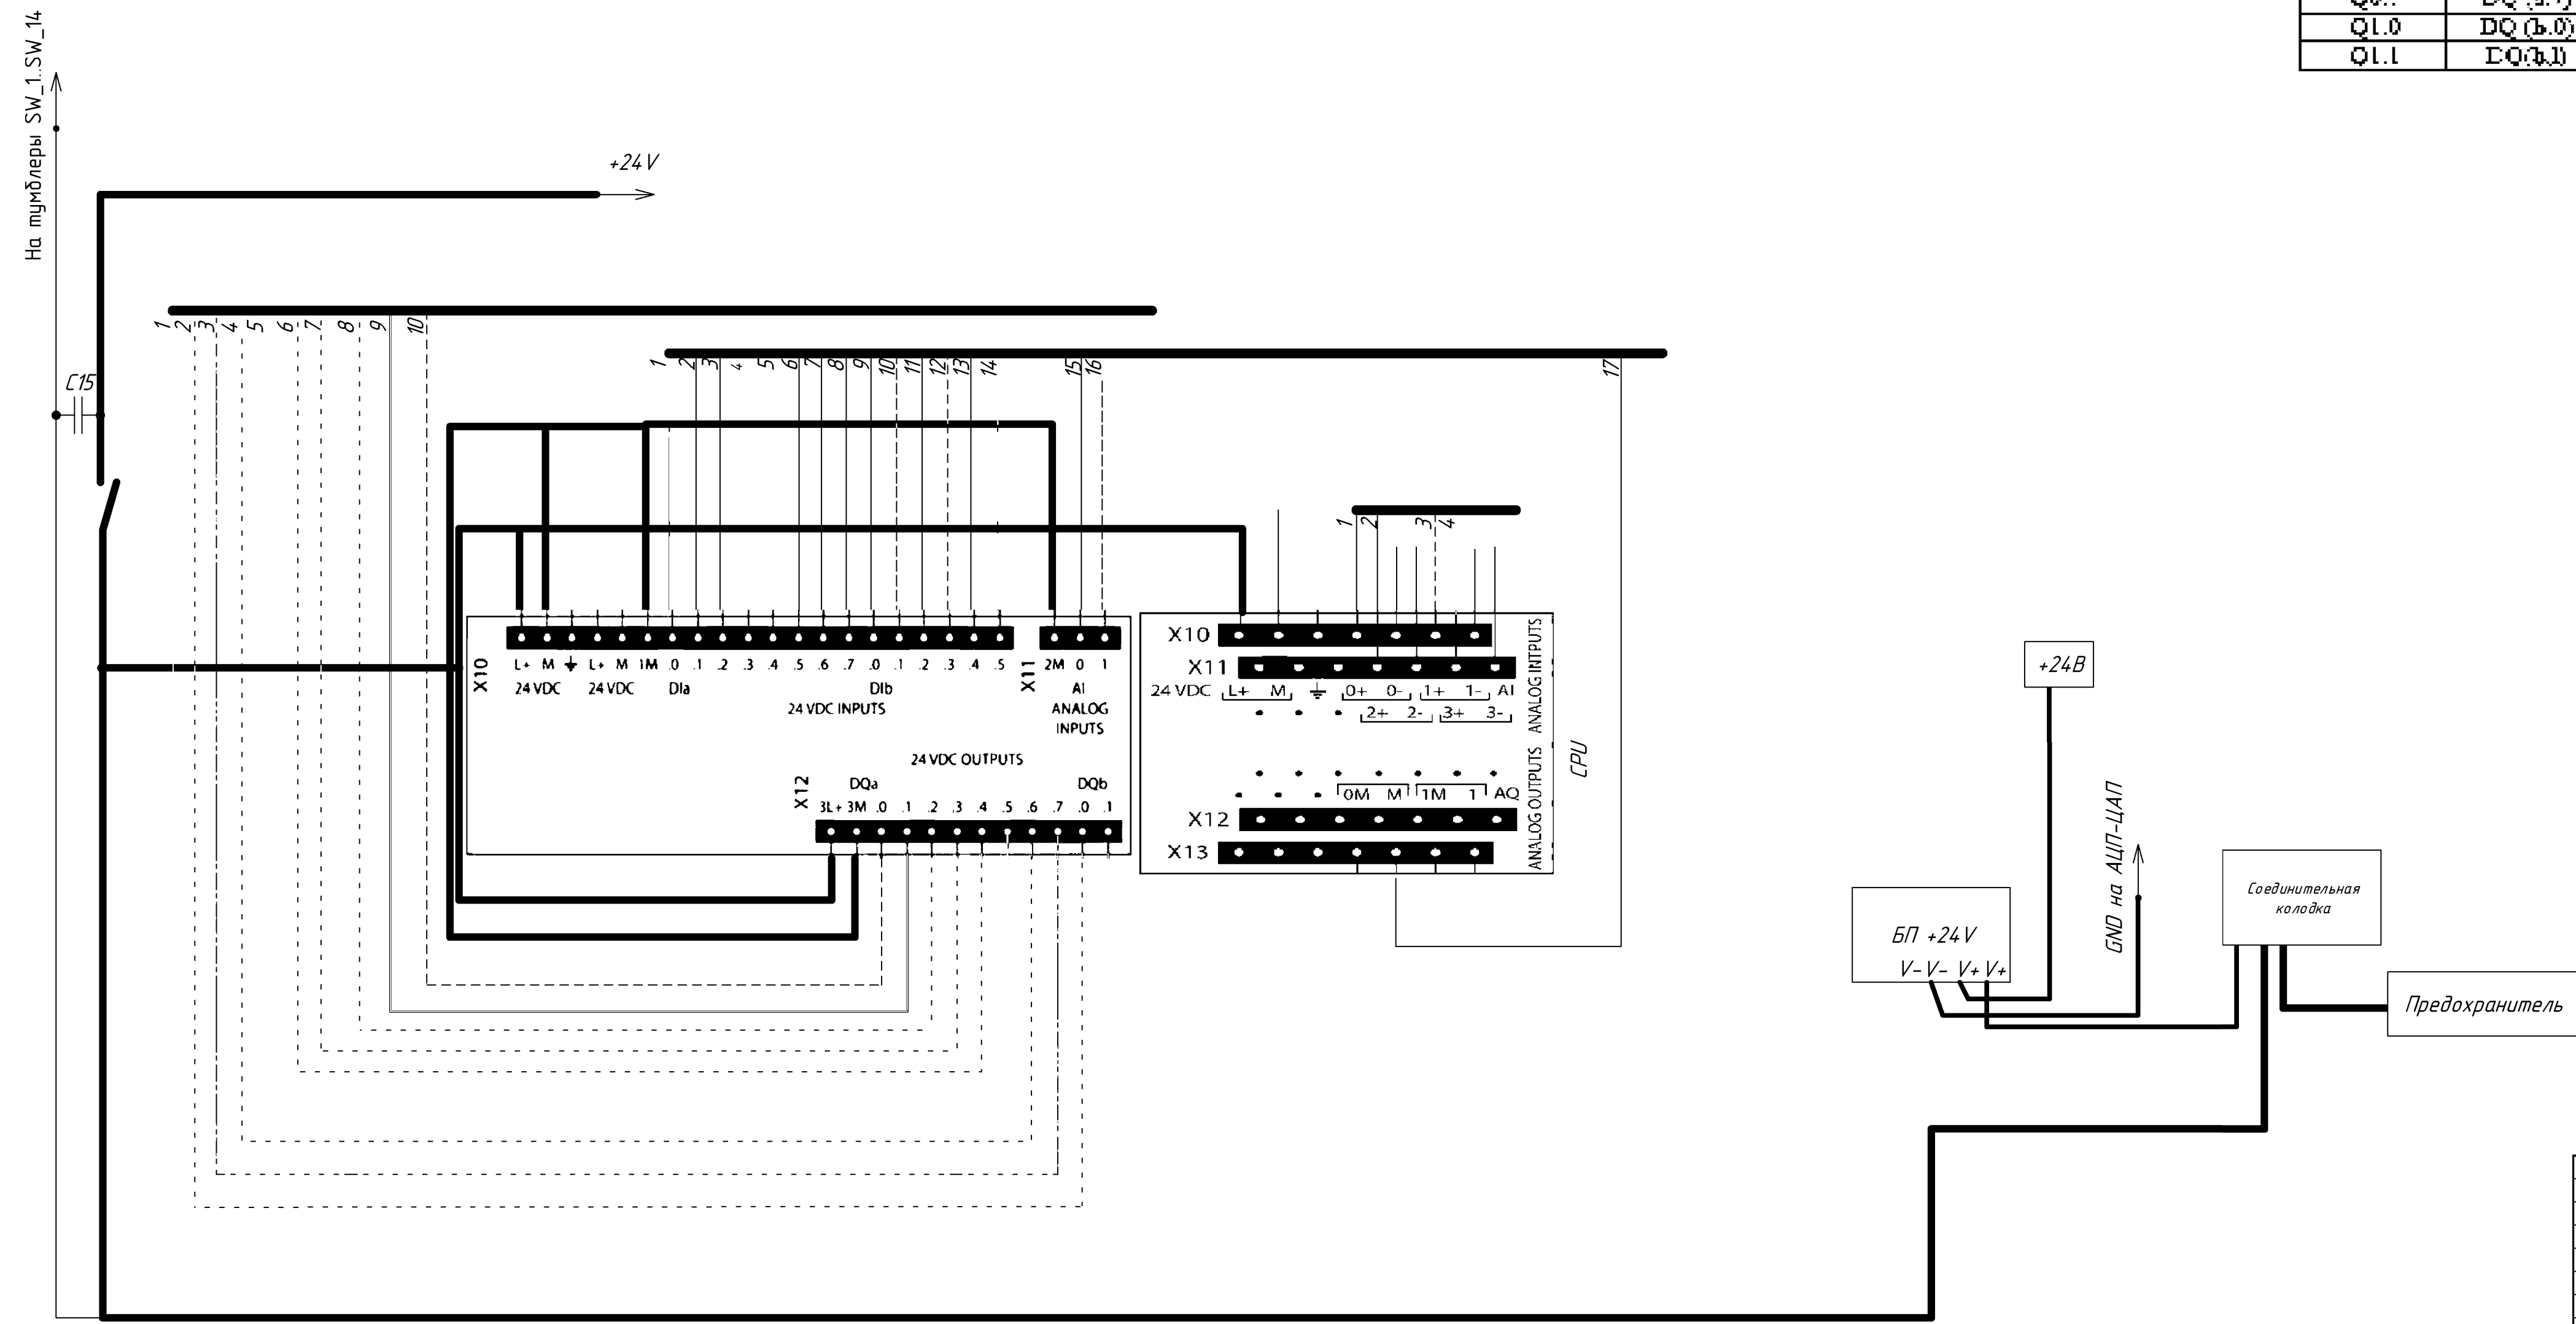 Q1.0 DQ (b.0)
Q1.1 DQ(b.1)
На тумблеры SW_1..SW_14
+24V
1 2 3 4 5 6 7 8 9 10
1 2 3 4 5 6 7 8 9 10 11 12 13 14 15 16 17
C15
1 2 3 4
X10
L+ M L+ M 1M .0 .1 .2 .3 .4 .5 .6 .7 .0 .1 .2 .3 .4 .5
24 VDC 24 VDC DIa DIb
24 VDC INPUTS
X11
2M 0 1
AI
ANALOG
INPUTS
24 VDC OUTPUTS
X12
DQa DQb
3L+ 3M .0 .1 .2 .3 .4 .5 .6 .7 .0 .1
X10
X11
24 VDC L+ M 0+ 0- 1+ 1- AI
2+ 2- 3+ 3-
ANALOG INTPUTS
0M M 1M 1 AQ
X12
X13
ANALOG OUTPUTS
CPU
+24В
БП +24V
V- V- V+ V+
GND на АЦП-ЦАП
Соединительная
колодка
Предохранитель